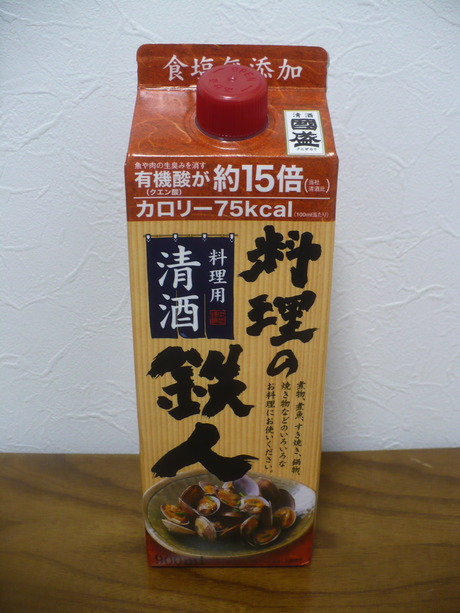 食塩無添加
清酒
國盛
魚や肉の生臭みを消す
有機酸が約15倍(当社清酒比)
(クエン酸)
カロリー75kcal(100ml当たり)
料理用
清酒
料理の
鉄人
煮物、煮魚、すき焼き、鍋物、
焼き物などのいろいろな
お料理にお使いください。